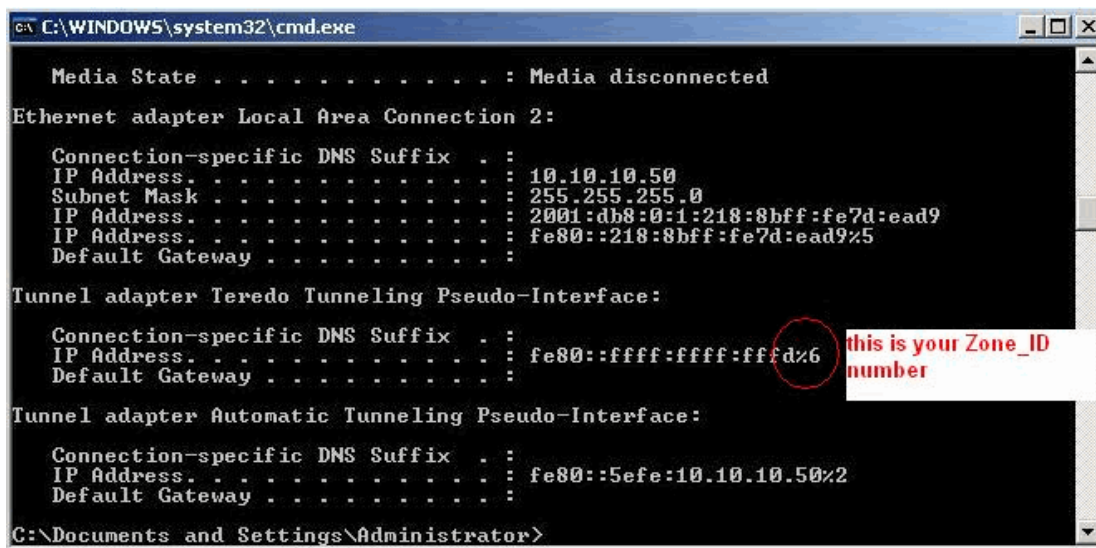 C:\WINDOWS\system32\cmd.exe
Media State . . . . . . . . . . . : Media disconnected
Ethernet adapter Local Area Connection 2:
Connection-specific DNS Suffix . :
IP Address. . . . . . . . . . . . : 10.10.10.50
Subnet Mask . . . . . . . . . . . : 255.255.255.0
IP Address. . . . . . . . . . . . : 2001:db8:0:1:218:8bff:fe7d:ead9
IP Address. . . . . . . . . . . . : fe80::218:8bff:fe7d:ead9%5
Default Gateway . . . . . . . . . :
Tunnel adapter Teredo Tunneling Pseudo-Interface:
Connection-specific DNS Suffix . :
IP Address. . . . . . . . . . . . : fe80::ffff:ffff:fffd%6
Default Gateway . . . . . . . . . :
this is your Zone_ID
number
Tunnel adapter Automatic Tunneling Pseudo-Interface:
Connection-specific DNS Suffix . :
IP Address. . . . . . . . . . . . : fe80::5efe:10.10.10.50%2
Default Gateway . . . . . . . . . :
C:\Documents and Settings\Administrator>